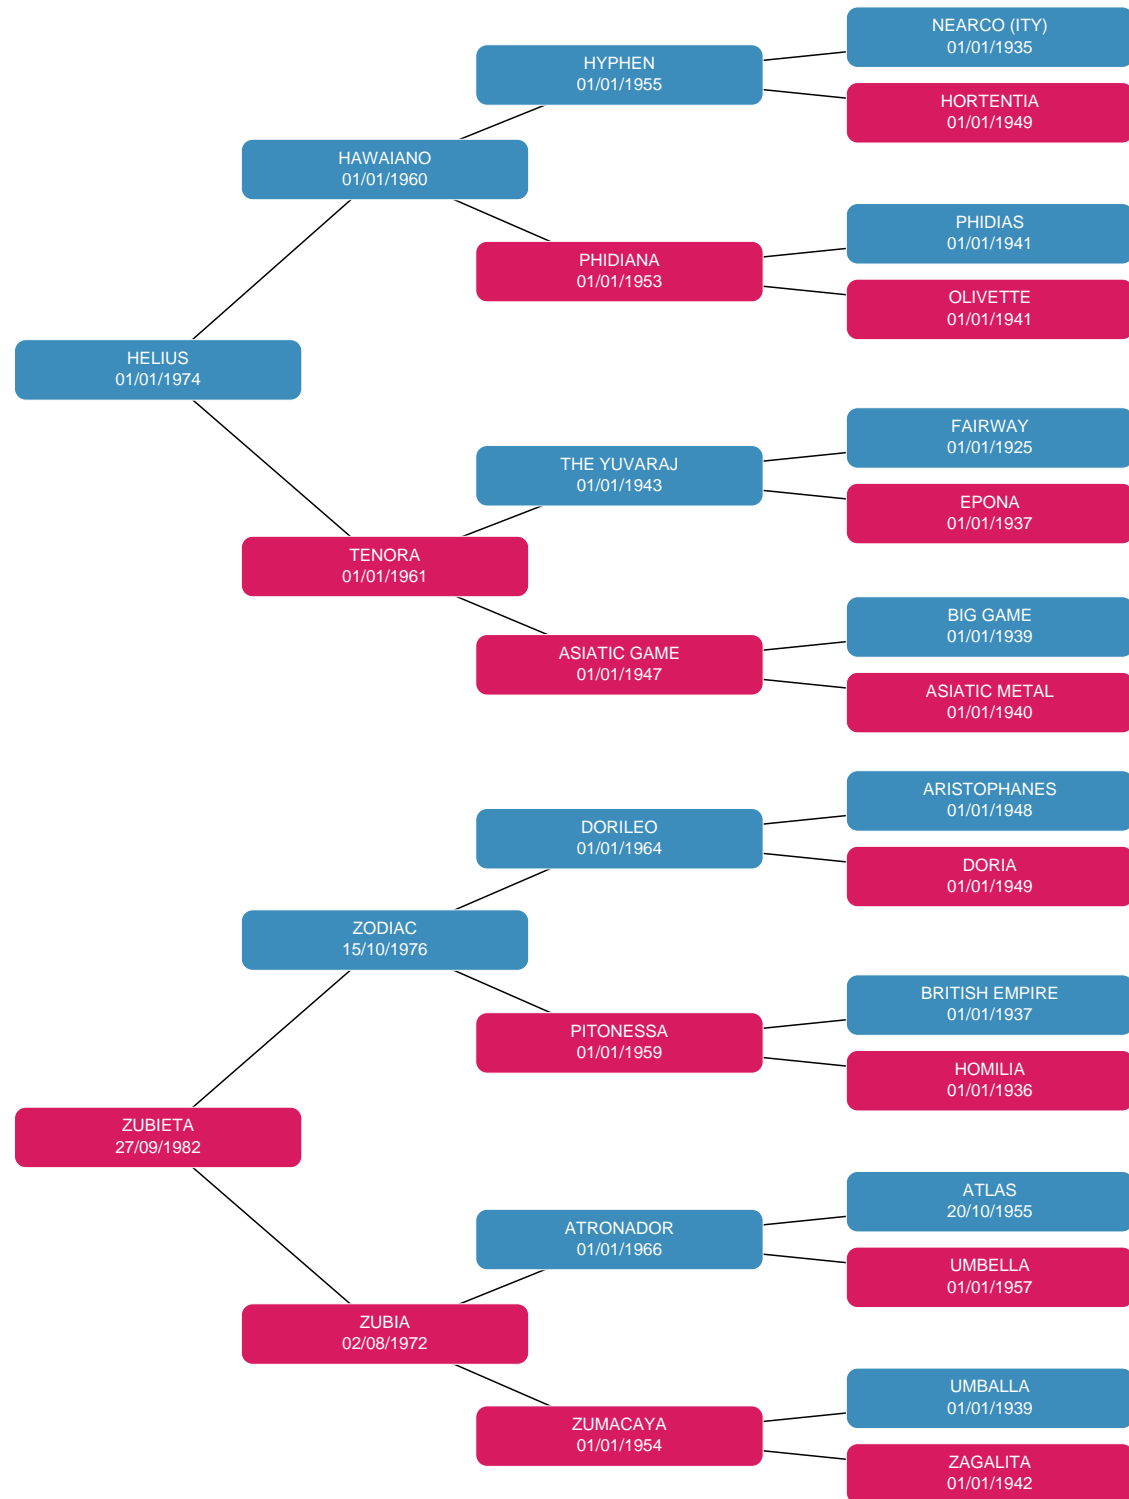 NEARCO (ITY)
01/01/1935
HYPHEN
01/01/1955
HORTENTIA
01/01/1949
HAWAIANO
01/01/1960
PHIDIAS
01/01/1941
PHIDIANA
01/01/1953
OLIVETTE
01/01/1941
HELIUS
01/01/1974
FAIRWAY
01/01/1925
THE YUVARAJ
01/01/1943
EPONA
01/01/1937
TENORA
01/01/1961
BIG GAME
01/01/1939
ASIATIC GAME
01/01/1947
ASIATIC METAL
01/01/1940
ARISTOPHANES
01/01/1948
DORILEO
01/01/1964
DORIA
01/01/1949
ZODIAC
15/10/1976
BRITISH EMPIRE
01/01/1937
PITONESSA
01/01/1959
HOMILIA
01/01/1936
ZUBIETA
27/09/1982
ATLAS
20/10/1955
ATRONADOR
01/01/1966
UMBELLA
01/01/1957
ZUBIA
02/08/1972
UMBALLA
01/01/1939
ZUMACAYA
01/01/1954
ZAGALITA
01/01/1942